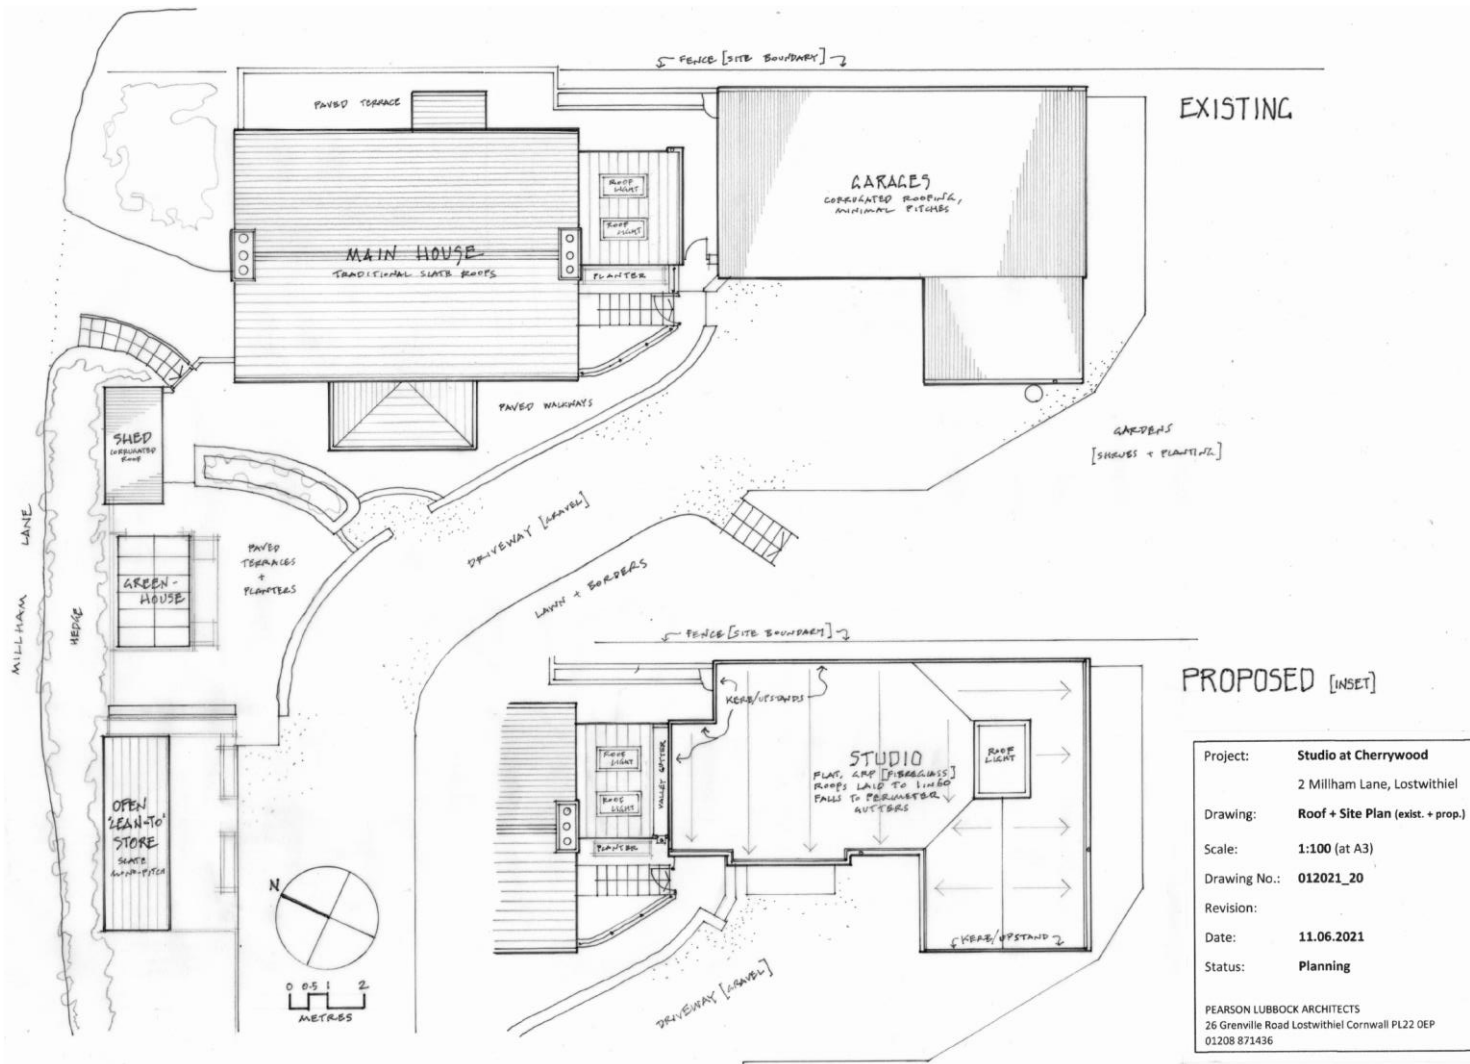 FENCE [SITE BOUNDARY]
EXISTING
PAVED TERRACE
GARAGES
CORRUGATED ROOFING,
MINIMAL PITCHES
ROOF
LIGHT
ROOF
LIGHT
MAIN HOUSE
TRADITIONAL SLATE ROOFS
PLANTER
PAVED WALKWAYS
SHED
CORRUGATED
ROOF
GARDENS
[SHRUBS + PLANTING]
MILLHAM LANE
HEDGE
GREEN-
HOUSE
PAVED
TERRACES
+
PLANTERS
DRIVEWAY [GRAVEL]
LAWN + BORDERS
OPEN
'LEAN-TO'
STORE
SLATE
MONO-PITCH
N
0 0.5 1 2
METRES
FENCE [SITE BOUNDARY]
PROPOSED [INSET]
KERB/UPSTANDS
ROOF
LIGHT
ROOF
LIGHT
VALLEY GUTTER
PLANTER
STUDIO
FLAT, GRP [FIBREGLASS]
ROOFS LAID TO 1 IN 60
FALLS TO PERIMETER
GUTTERS
ROOF
LIGHT
KERB/UPSTAND
DRIVEWAY [GRAVEL]
Project: Studio at Cherrywood
2 Millham Lane, Lostwithiel
Drawing: Roof + Site Plan (exist. + prop.)
Scale: 1:100 (at A3)
Drawing No.: 012021_20
Revision:
Date: 11.06.2021
Status: Planning
PEARSON LUBBOCK ARCHITECTS
26 Grenville Road Lostwithiel Cornwall PL22 0EP
01208 871436